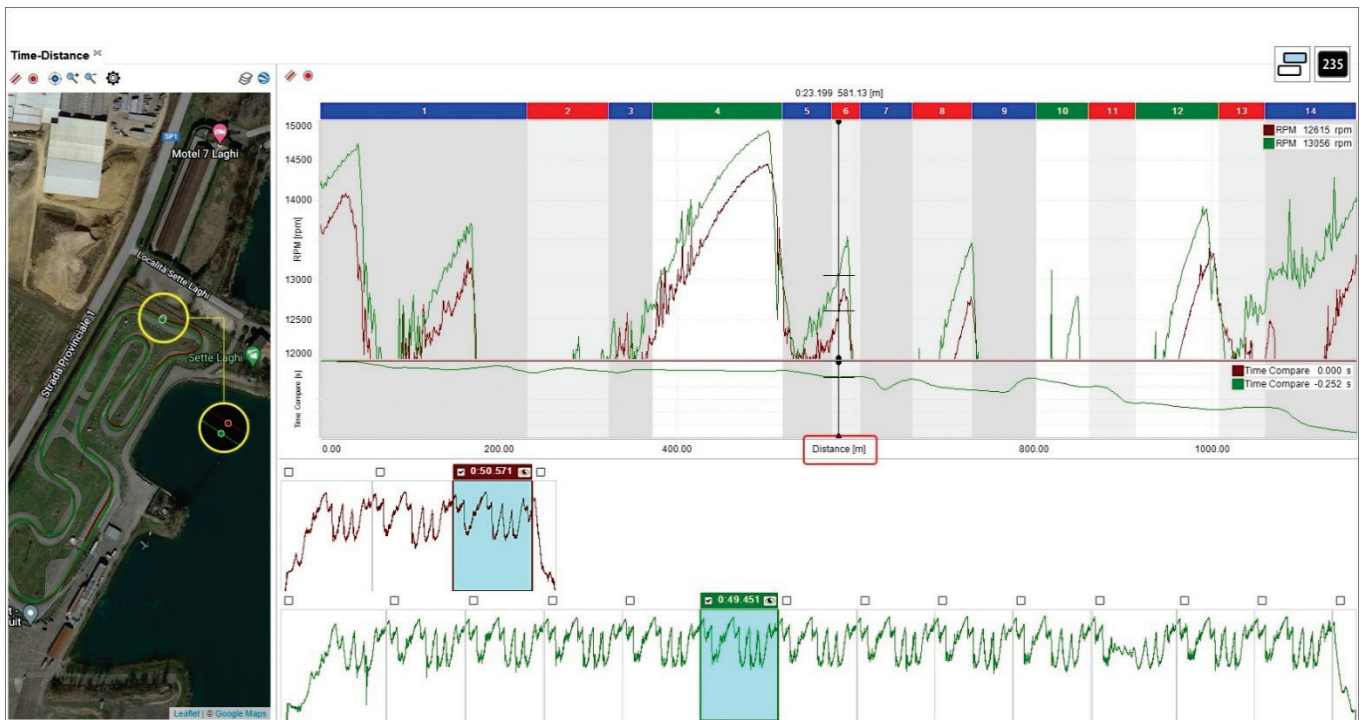 Time-Distance
235
0:23.199 581.13 [m]
1 2 3 4 5 6 7 8 9 10 11 12 13 14
15000
RPM 12615 rpm
RPM 13056 rpm
14500
14000
RPM [rpm]
13000
12500
12000
Time Compare [s]
Time Compare 0.000 s
Time Compare -0.252 s
0.00 200.00 400.00 Distance [m] 800.00 1000.00
SP1
Motel 7 Laghi
Località Sette Laghi
Strada Provinciale 1
Sette Laghi
uit
Leaflet | © Google Maps
0:50.571
0:49.451